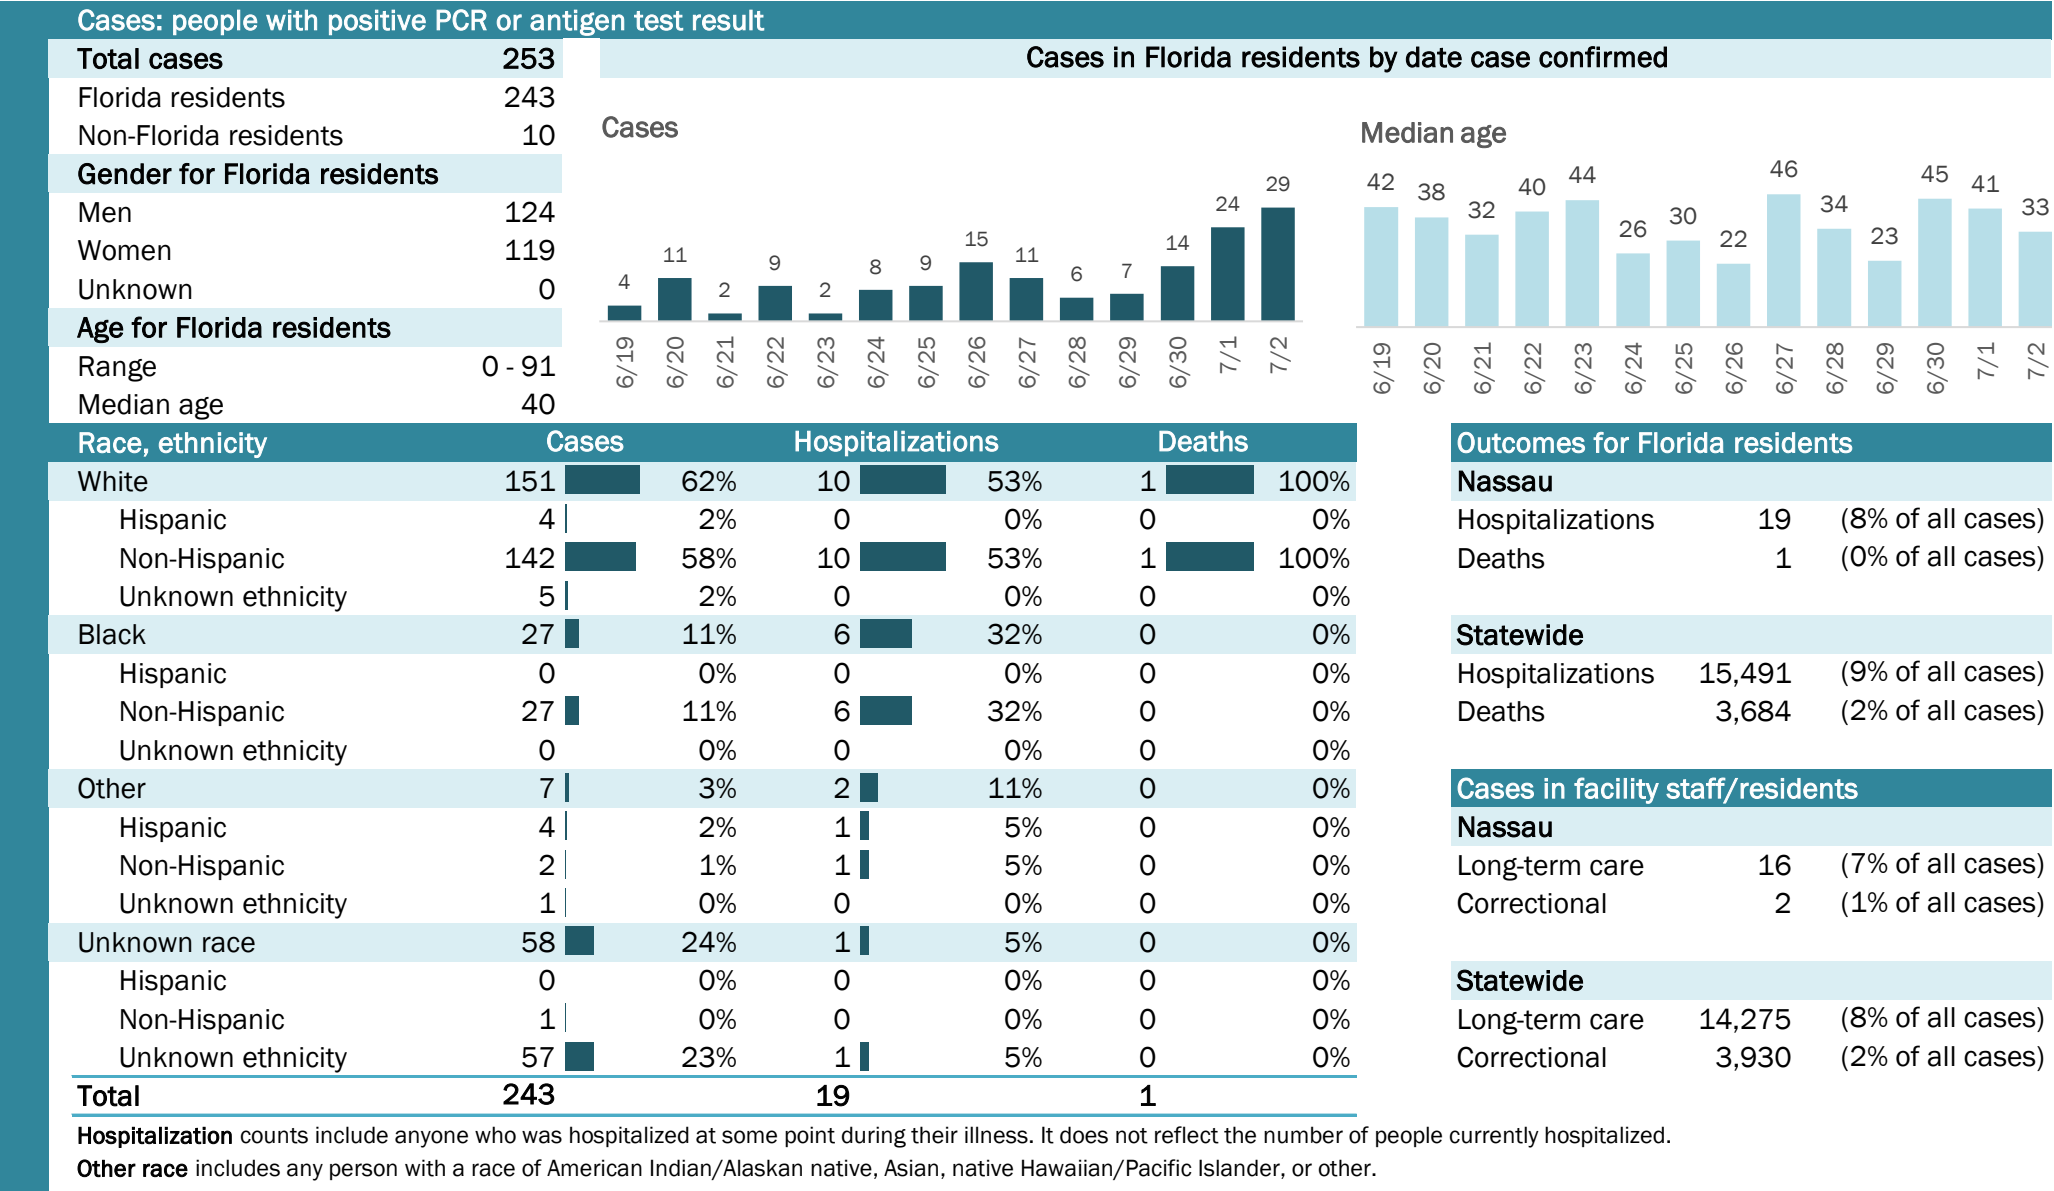 Cases: people with positive PCR or antigen test result
Total cases 253
Florida residents 243
Non-Florida residents 10
Gender for Florida residents
Men 124
Women 119
Unknown 0
Age for Florida residents
Range 0 - 91
Median age 40
Cases in Florida residents by date case confirmed
Cases
4 11 2 9 2 8 9 15 11 6 7 14 24 29
6/19 6/20 6/21 6/22 6/23 6/24 6/25 6/26 6/27 6/28 6/29 6/30 7/1 7/2
Median age
42 38 32 40 44 26 30 22 46 34 23 45 41 33
6/19 6/20 6/21 6/22 6/23 6/24 6/25 6/26 6/27 6/28 6/29 6/30 7/1 7/2
Race, ethnicity Cases Hospitalizations Deaths
White 151 62% 10 53% 1 100%
Hispanic 4 2% 0 0% 0 0%
Non-Hispanic 142 58% 10 53% 1 100%
Unknown ethnicity 5 2% 0 0% 0 0%
Black 27 11% 6 32% 0 0%
Hispanic 0 0% 0 0% 0 0%
Non-Hispanic 27 11% 6 32% 0 0%
Unknown ethnicity 0 0% 0 0% 0 0%
Other 7 3% 2 11% 0 0%
Hispanic 4 2% 1 5% 0 0%
Non-Hispanic 2 1% 1 5% 0 0%
Unknown ethnicity 1 0% 0 0% 0 0%
Unknown race 58 24% 1 5% 0 0%
Hispanic 0 0% 0 0% 0 0%
Non-Hispanic 1 0% 0 0% 0 0%
Unknown ethnicity 57 23% 1 5% 0 0%
Total 243 19 1
Outcomes for Florida residents
Nassau
Hospitalizations 19 (8% of all cases)
Deaths 1 (0% of all cases)
Statewide
Hospitalizations 15,491 (9% of all cases)
Deaths 3,684 (2% of all cases)
Cases in facility staff/residents
Nassau
Long-term care 16 (7% of all cases)
Correctional 2 (1% of all cases)
Statewide
Long-term care 14,275 (8% of all cases)
Correctional 3,930 (2% of all cases)
Hospitalization counts include anyone who was hospitalized at some point during their illness. It does not reflect the number of people currently hospitalized.
Other race includes any person with a race of American Indian/Alaskan native, Asian, native Hawaiian/Pacific Islander, or other.